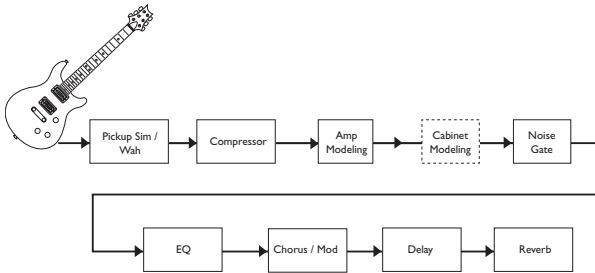 Pickup Sim /
Wah
Compressor
Amp
Modeling
Cabinet
Modeling
Noise
Gate
EQ
Chorus / Mod
Delay
Reverb